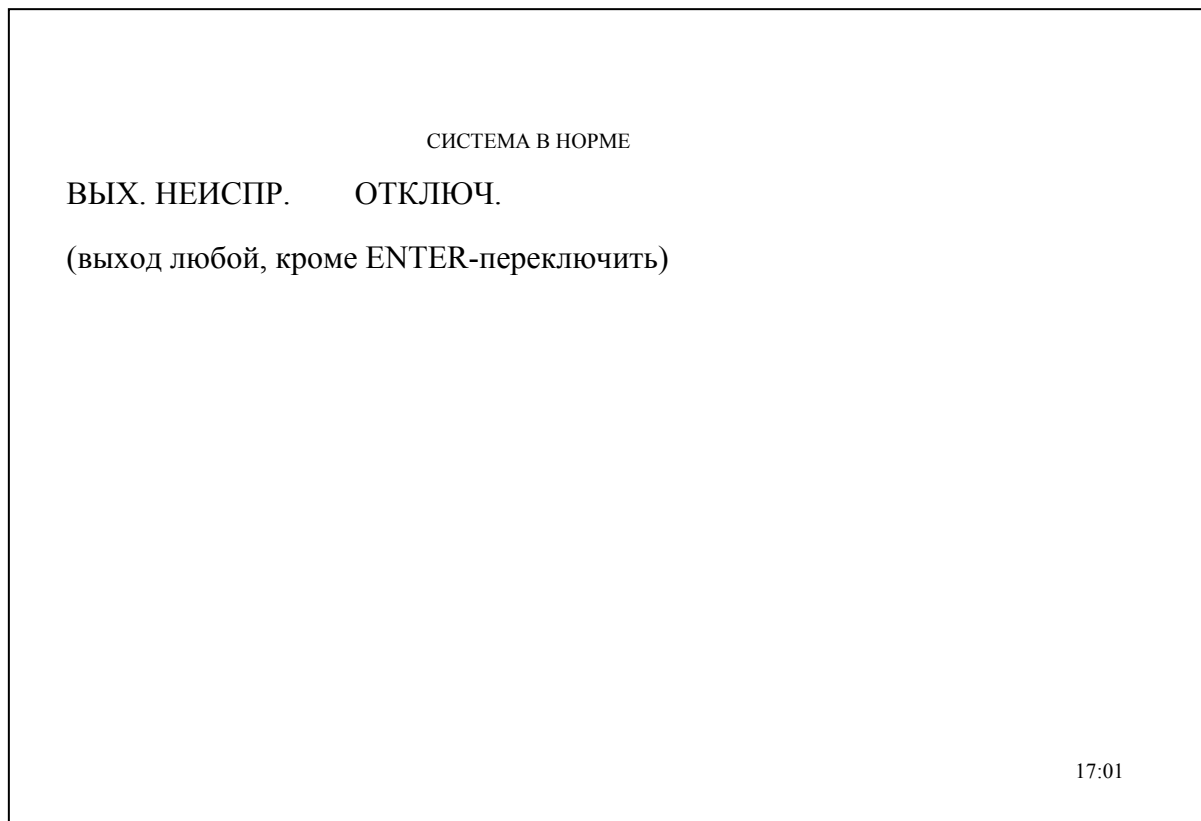 СИСТЕМА В НОРМЕ
ВЫХ. НЕИСПР. ОТКЛЮЧ.
(выход любой, кроме ENTER-переключить)
17:01